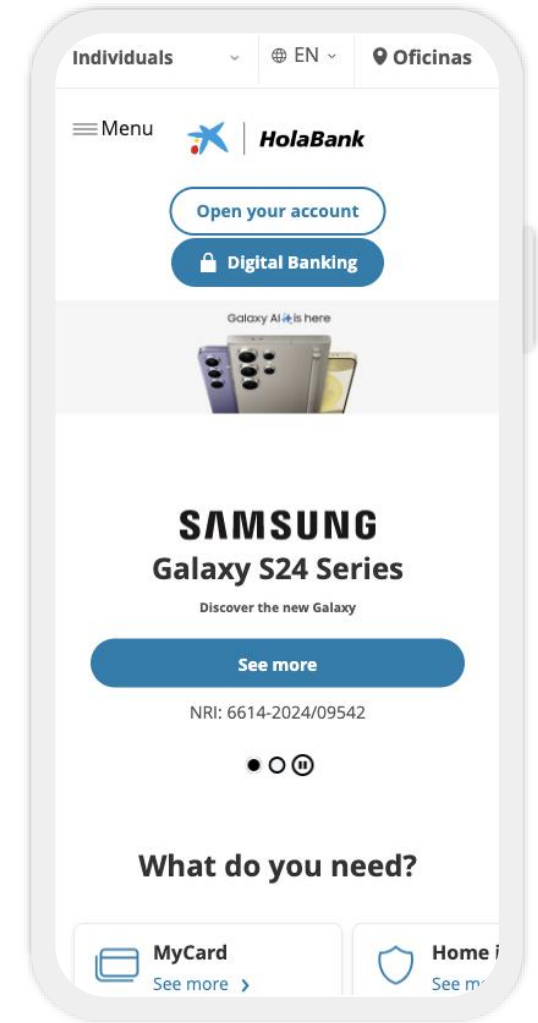 Individuals EN Oficinas
Menu HolaBank
Open your account
Digital Banking
Galaxy AI is here
SAMSUNG
Galaxy S24 Series
Discover the new Galaxy
See more
NRI: 6614-2024/09542
What do you need?
MyCard Home
See more See